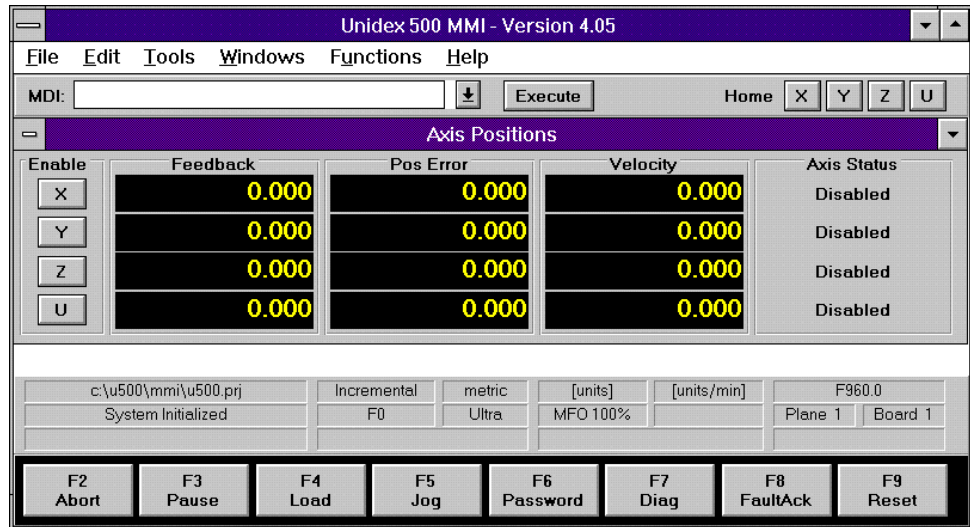 Unidex 500 MMI - Version 4.05
File Edit Tools Windows Functions Help
MDI: Execute Home X Y Z U
Axis Positions
Enable Feedback Pos Error Velocity Axis Status
X 0.000 0.000 0.000 Disabled
Y 0.000 0.000 0.000 Disabled
Z 0.000 0.000 0.000 Disabled
U 0.000 0.000 0.000 Disabled
c:\u500\mmi\u500.prj Incremental metric [units] [units/min] F960.0
System Initialized F0 Ultra MFO 100% Plane 1 Board 1
F2 F3 F4 F5 F6 F7 F8 F9
Abort Pause Load Jog Password Diag FaultAck Reset